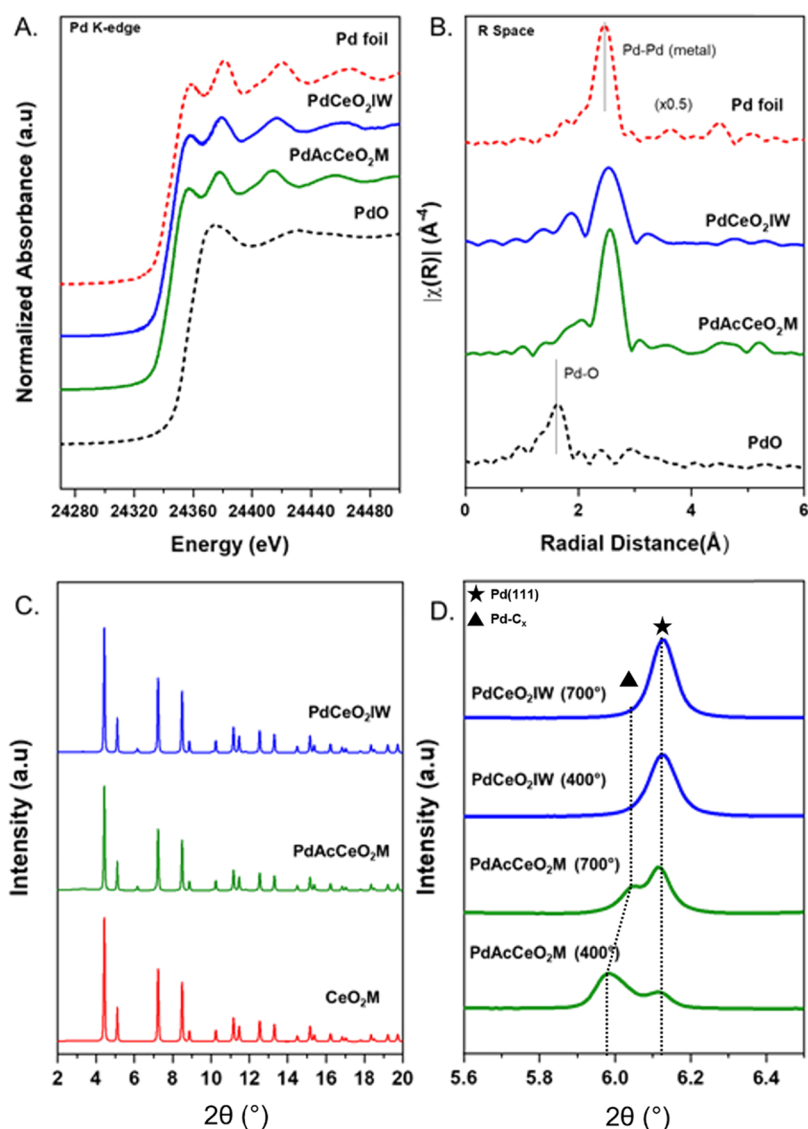 A.
Pd K-edge
Pd foil
PdCeO₂IW
PdAcCeO₂M
PdO
Normalized Absorbance (a.u)
24280 24320 24360 24400 24440 24480
Energy (eV)
B.
R Space
Pd-Pd (metal)
(x0.5)
Pd foil
PdCeO₂IW
PdAcCeO₂M
Pd-O
PdO
|χ(R)| (Å⁻⁴)
0 1 2 3 4 5 6
Radial Distance(Å)
C.
PdCeO₂IW
PdAcCeO₂M
CeO₂M
Intensity (a.u)
2 4 6 8 10 12 14 16 18 20
2θ (°)
D.
★ Pd(111)
▲ Pd-Cₓ
PdCeO₂IW (700°)
PdCeO₂IW (400°)
PdAcCeO₂M (700°)
PdAcCeO₂M (400°)
Intensity (a.u)
5.6 5.8 6.0 6.2 6.4
2θ (°)